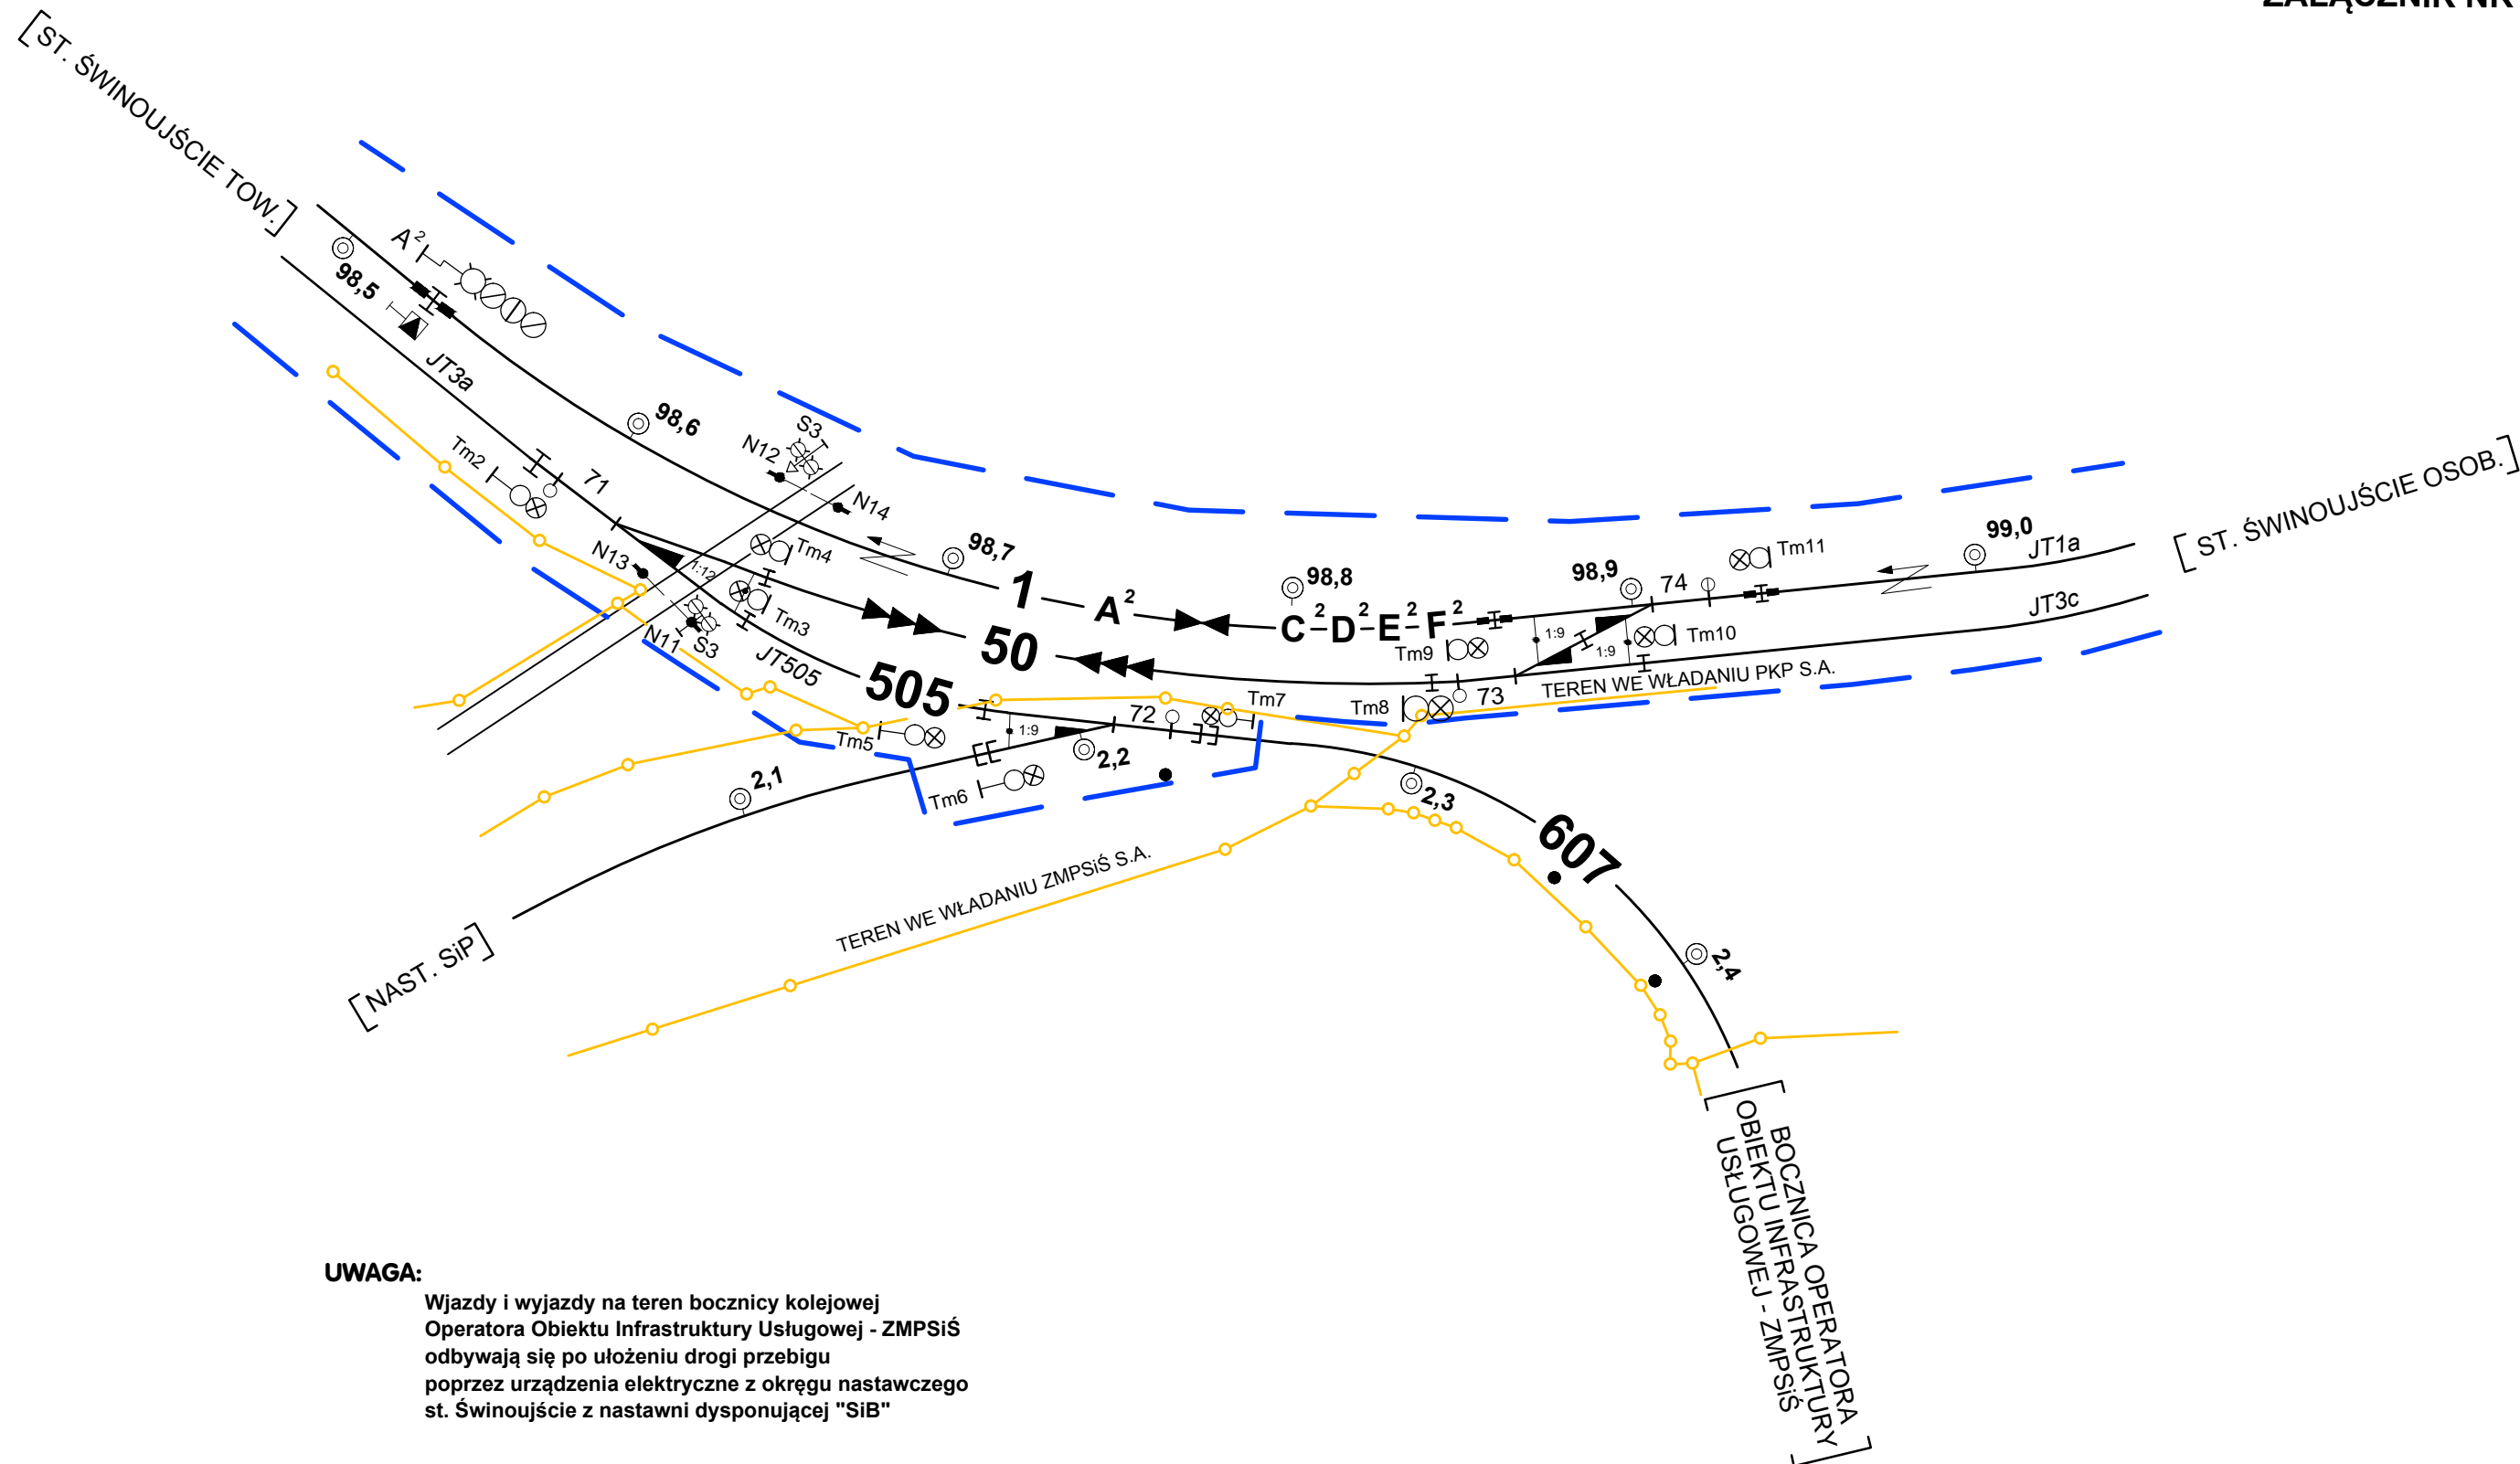 ZAŁĄCZNIK NR
[ST. ŚWINOUJŚCIE TOW.]
A²
98,5
JT3a
98,6
S3
N12
N14
Tm2
71
N13
1:12
Tm4
Tm3
N11
S3
JT505
98,7
1
A²
98,8
C²-D²-E²-F²
98,9
74
Tm11
99,0
JT1a
[ST. ŚWINOUJŚCIE OSOB.]
JT3c
50
Tm9
1:9
1:9
Tm10
505
Tm7
Tm8
73
TEREN WE WŁADANIU PKP S.A.
72
Tm5
1:9
2,2
2,1
Tm6
2,3
607
TEREN WE WŁADANIU ZMPSiŚ S.A.
2,4
[NAST. SiP]
[BOCZNICA OPERATORA
OBIEKTU INFRASTRUKTURY
USŁUGOWEJ - ZMPSiŚ]
UWAGA:
Wjazdy i wyjazdy na teren bocznicy kolejowej
Operatora Obiektu Infrastruktury Usługowej - ZMPSiŚ
odbywają się po ułożeniu drogi przebigu
poprzez urządzenia elektryczne z okręgu nastawczego
st. Świnoujście z nastawni dysponującej "SiB"